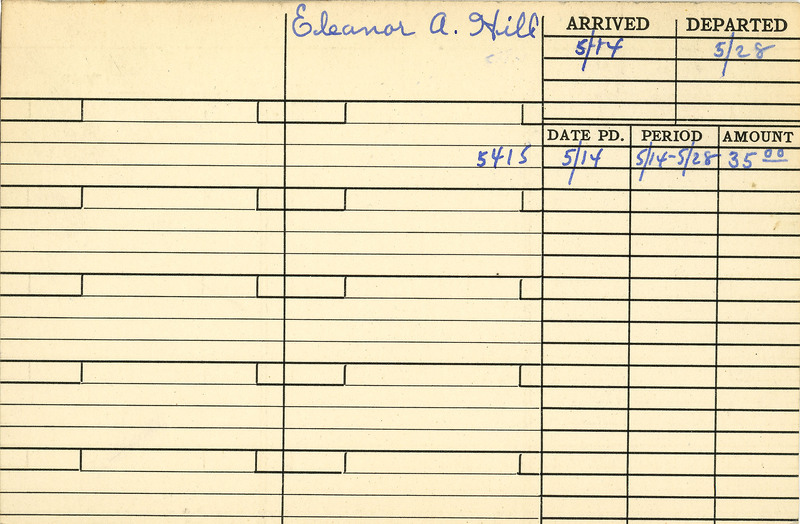 Eleanor A. Hill
ARRIVED DEPARTED
5/14 5/28
DATE PD. PERIOD AMOUNT
5415 5/14 5/14-5/28 35 00